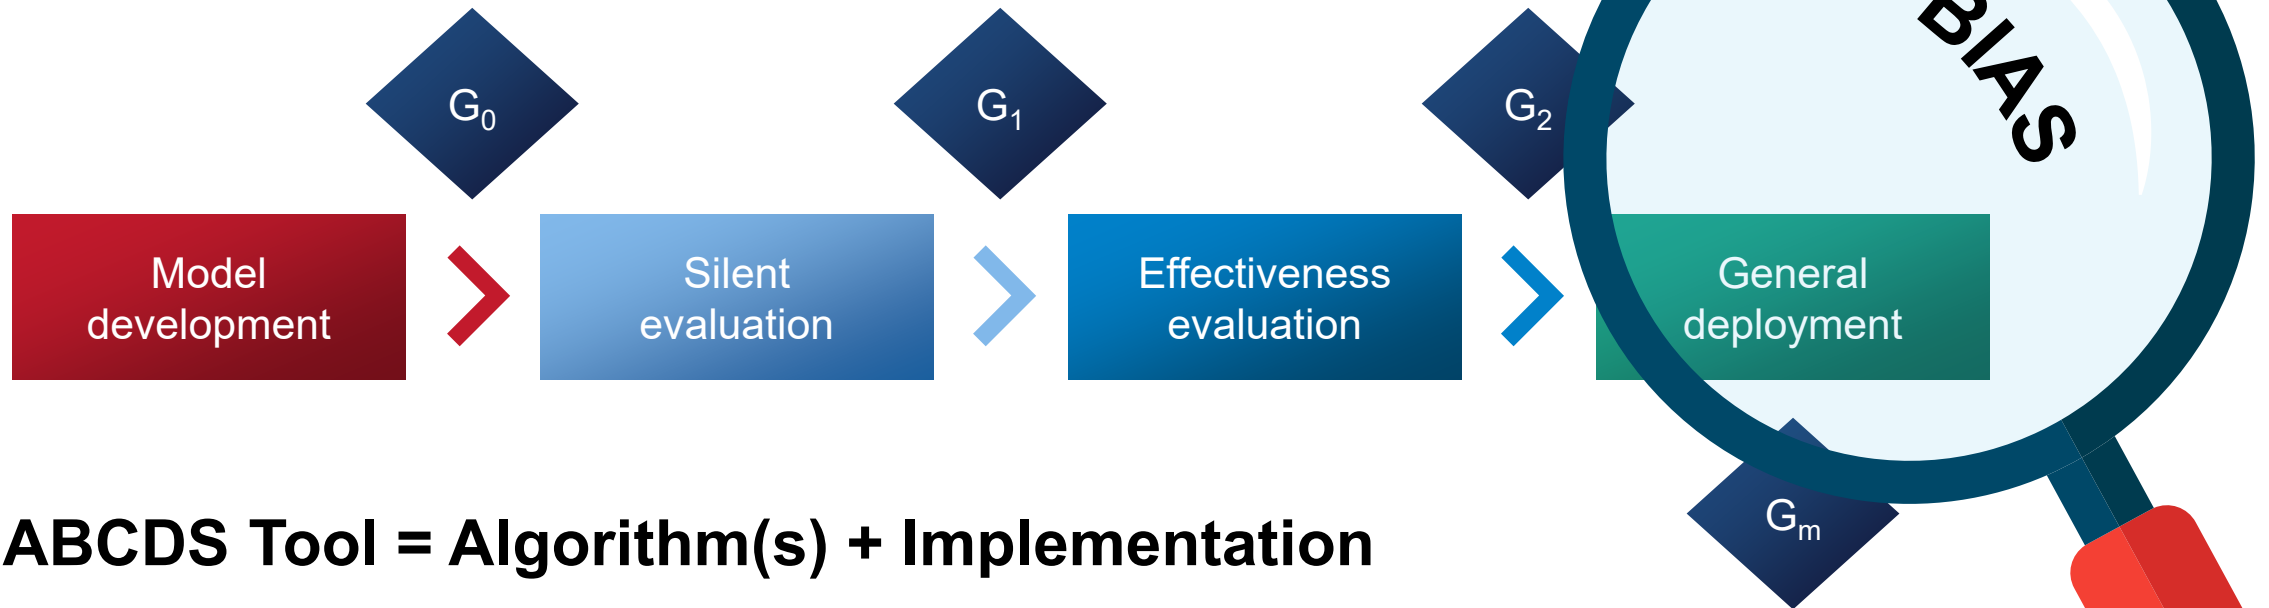 G₀
G₁
G₂
BIAS
Model
development
Silent
evaluation
Effectiveness
evaluation
General
deployment
Gₘ
ABCDS Tool = Algorithm(s) + Implementation